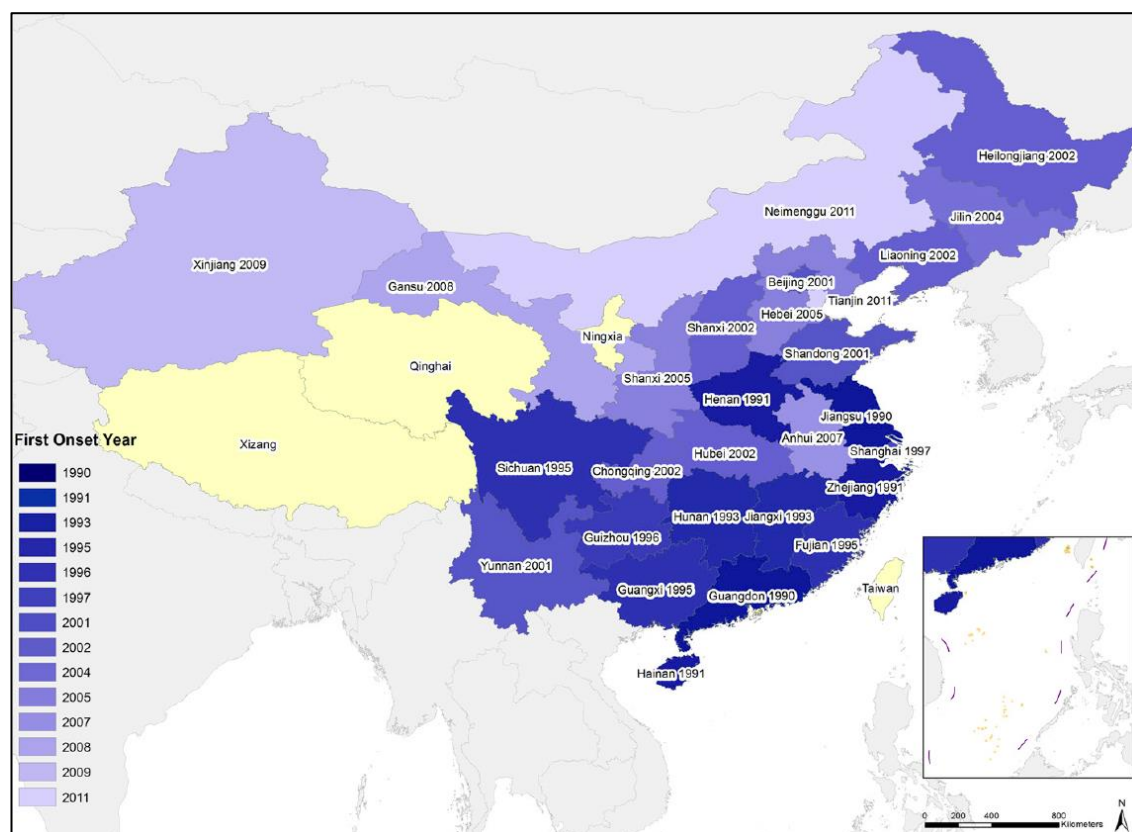 Heilongjiang 2002
Jilin 2004
Neimenggu 2011
Liaoning 2002
Xinjiang 2009
Gansu 2008
Beijing 2001
Tianjin 2011
Hebei 2005
Ningxia
Shanxi 2002
Shandong 2001
Qinghai
Shanxi 2005
Henan 1991
Jiangsu 1990
Anhui 2007
Xizang
Hubei 2002
Shanghai 1997
Sichuan 1995
Chongqing 2002
Zhejiang 1991
Hunan 1993
Jiangxi 1993
Guizhou 1996
Fujian 1995
Yunnan 2001
Guangxi 1995
Guangdon 1990
Taiwan
Hainan 1991
First Onset Year
1990
1991
1993
1995
1996
1997
2001
2002
2004
2005
2007
2008
2009
2011
N
0 200 400 800
Kilometers